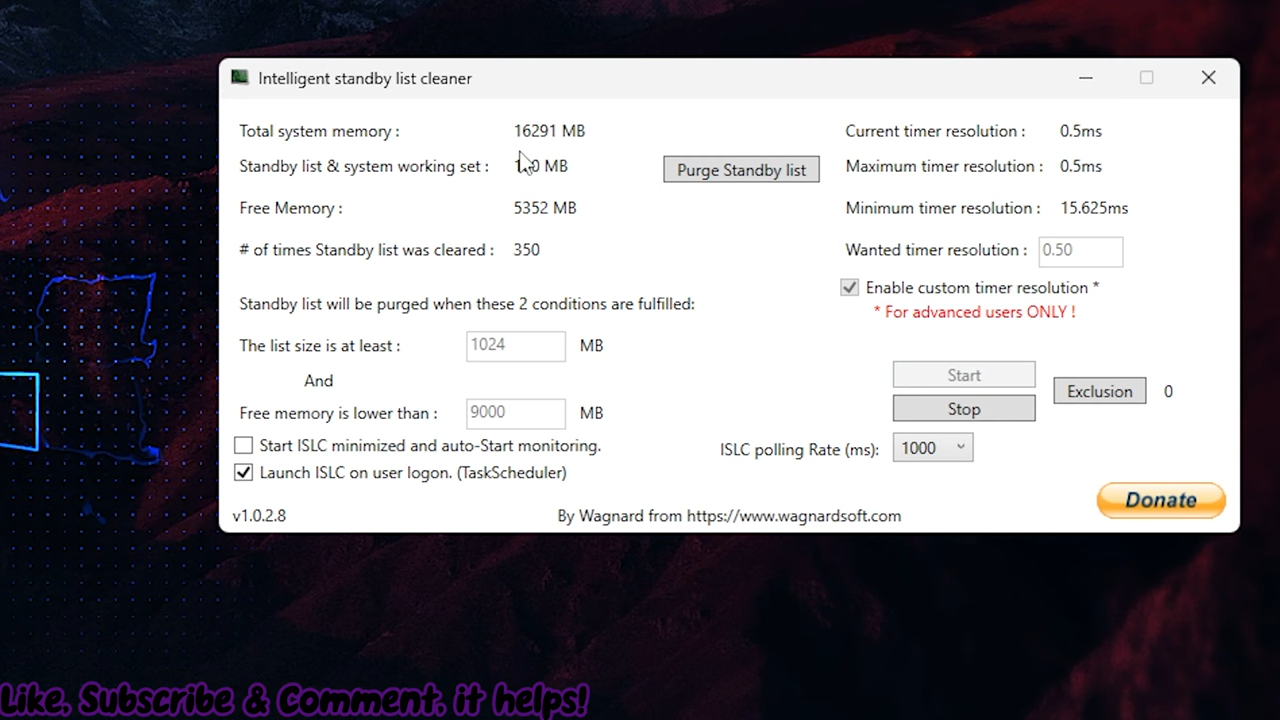 Intelligent standby list cleaner
Total system memory : 16291 MB
Standby list & system working set : MB
Free Memory : 5352 MB
# of times Standby list was cleared : 350
Purge Standby list
Current timer resolution : 0.5ms
Maximum timer resolution : 0.5ms
Minimum timer resolution : 15.625ms
Wanted timer resolution : 0.50
Enable custom timer resolution *
* For advanced users ONLY !
Standby list will be purged when these 2 conditions are fulfilled:
The list size is at least : 1024 MB
And
Free memory is lower than : 9000 MB
Start ISLC minimized and auto-Start monitoring.
Launch ISLC on user logon. (TaskScheduler)
Start
Stop
Exclusion 0
ISLC polling Rate (ms): 1000
Donate
v1.0.2.8
By Wagnard from https://www.wagnardsoft.com
Like, Subscribe & Comment, it helps!